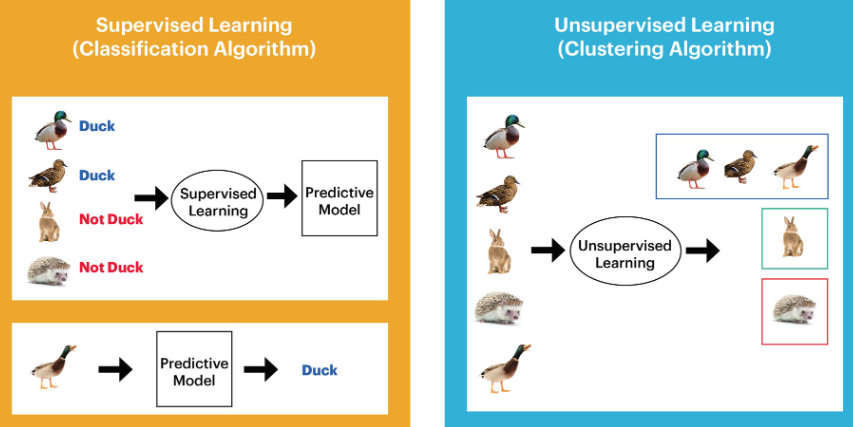 Supervised Learning
(Classification Algorithm)
Duck
Duck
Not Duck
Not Duck
Supervised
Learning
Predictive
Model
Predictive
Model
Duck
Unsupervised Learning
(Clustering Algorithm)
Unsupervised
Learning